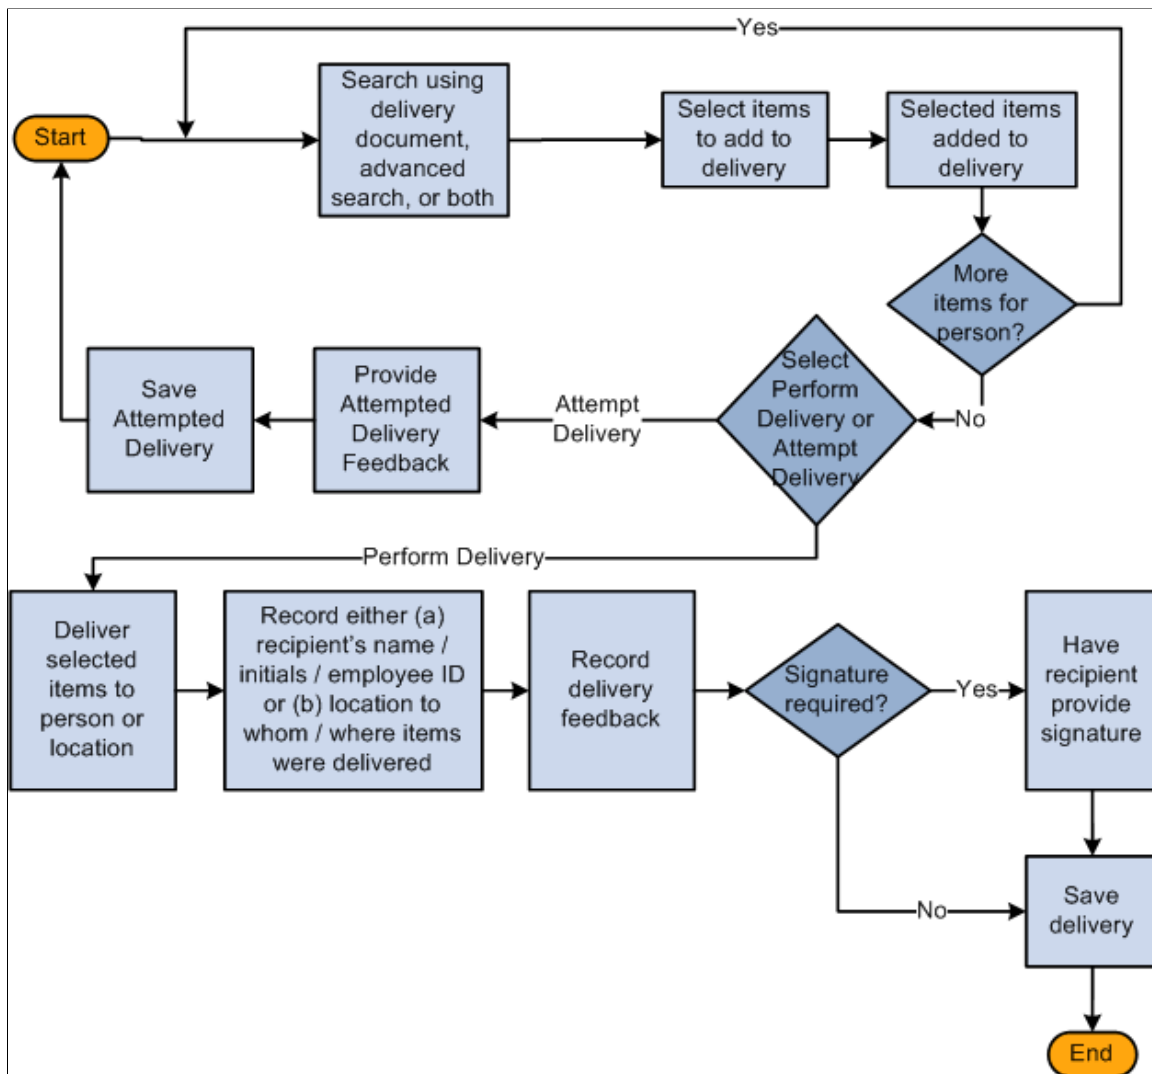 Yes
Start
Search using
delivery
document,
advanced
search, or both
Select items
to add to
delivery
Selected items
added to
delivery
More
items for
person?
No
Select
Perform
Delivery or
Attempt
Delivery
Attempt
Delivery
Provide
Attempted
Delivery
Feedback
Save
Attempted
Delivery
Perform Delivery
Deliver
selected
items to
person or
location
Record either (a)
recipient's name /
initials / employee ID
or (b) location to
whom / where items
were delivered
Record
delivery
feedback
Signature
required?
Yes
Have
recipient
provide
signature
No
Save
delivery
End